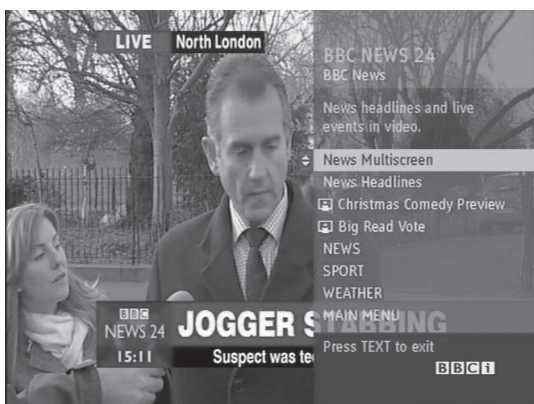 LIVE North London
BBC NEWS 24
BBC News
News headlines and live
events in video.
News Multiscreen
News Headlines
Christmas Comedy Preview
Big Read Vote
NEWS
SPORT
WEATHER
MAIN MENU
Press TEXT to exit
BBCi
BBC
NEWS 24
15:11
JOGGER STABBING
Suspect was